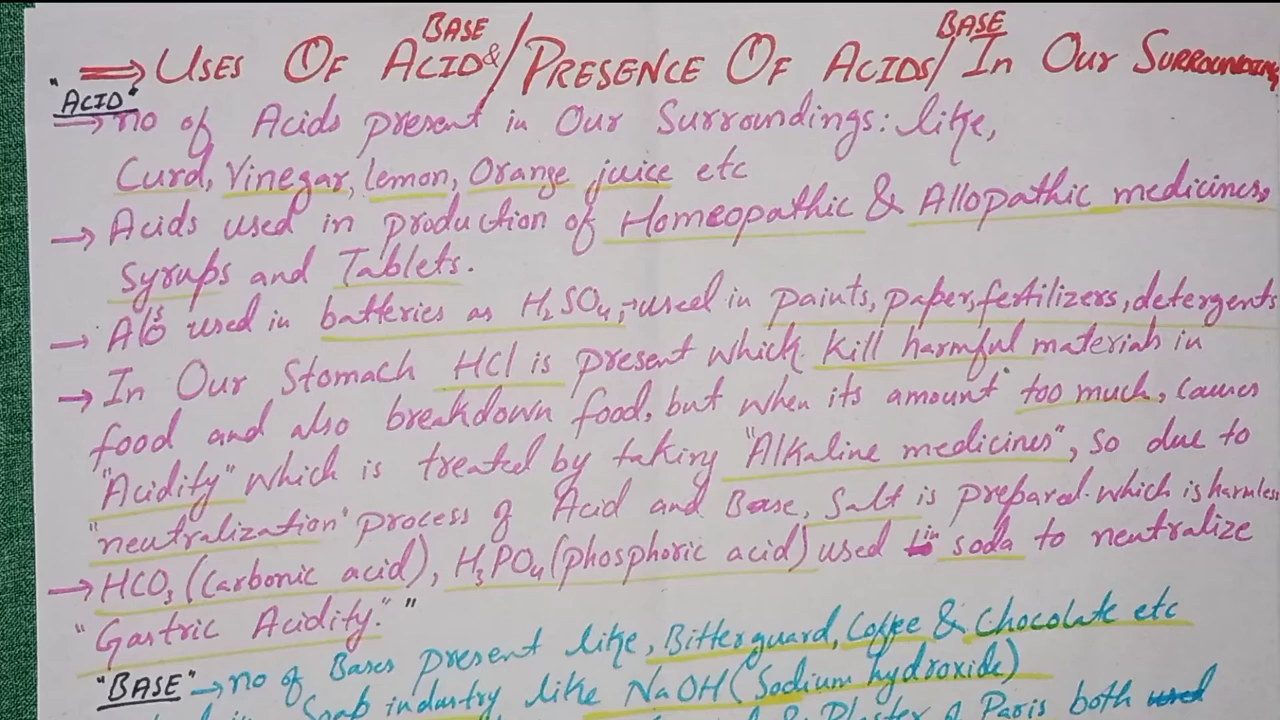 ⇒ USES OF ACID & BASE / PRESENCE OF ACIDS / BASE In Our SURROUNDING
"ACID"
→ no of Acids present in Our Surroundings: like,
Curd, Vinegar, lemon, Orange juice etc
→ Acids used in production of Homeopathic & Allopathic medicines,
Syrups and Tablets.
→ Also used in batteries as H₂SO₄, used in paints, paper, fertilizers, detergents
→ In Our Stomach HCl is present which kill harmful materials in
food and also breakdown food, but when its amount too much, causes
"Acidity" which is treated by taking "Alkaline medicines", So due to
"neutralization" process of Acid and Base, Salt is prepared which is harmless
→ HCO₃ (Carbonic acid), H₃PO₄ (phosphoric acid) used in soda to neutralize
"Gastric Acidity."
"BASE" → no of Bases present like, Bitterguard, Coffee & Chocolate etc
Soap industry like NaOH (Sodium hydroxide)
Plaster of Paris both used